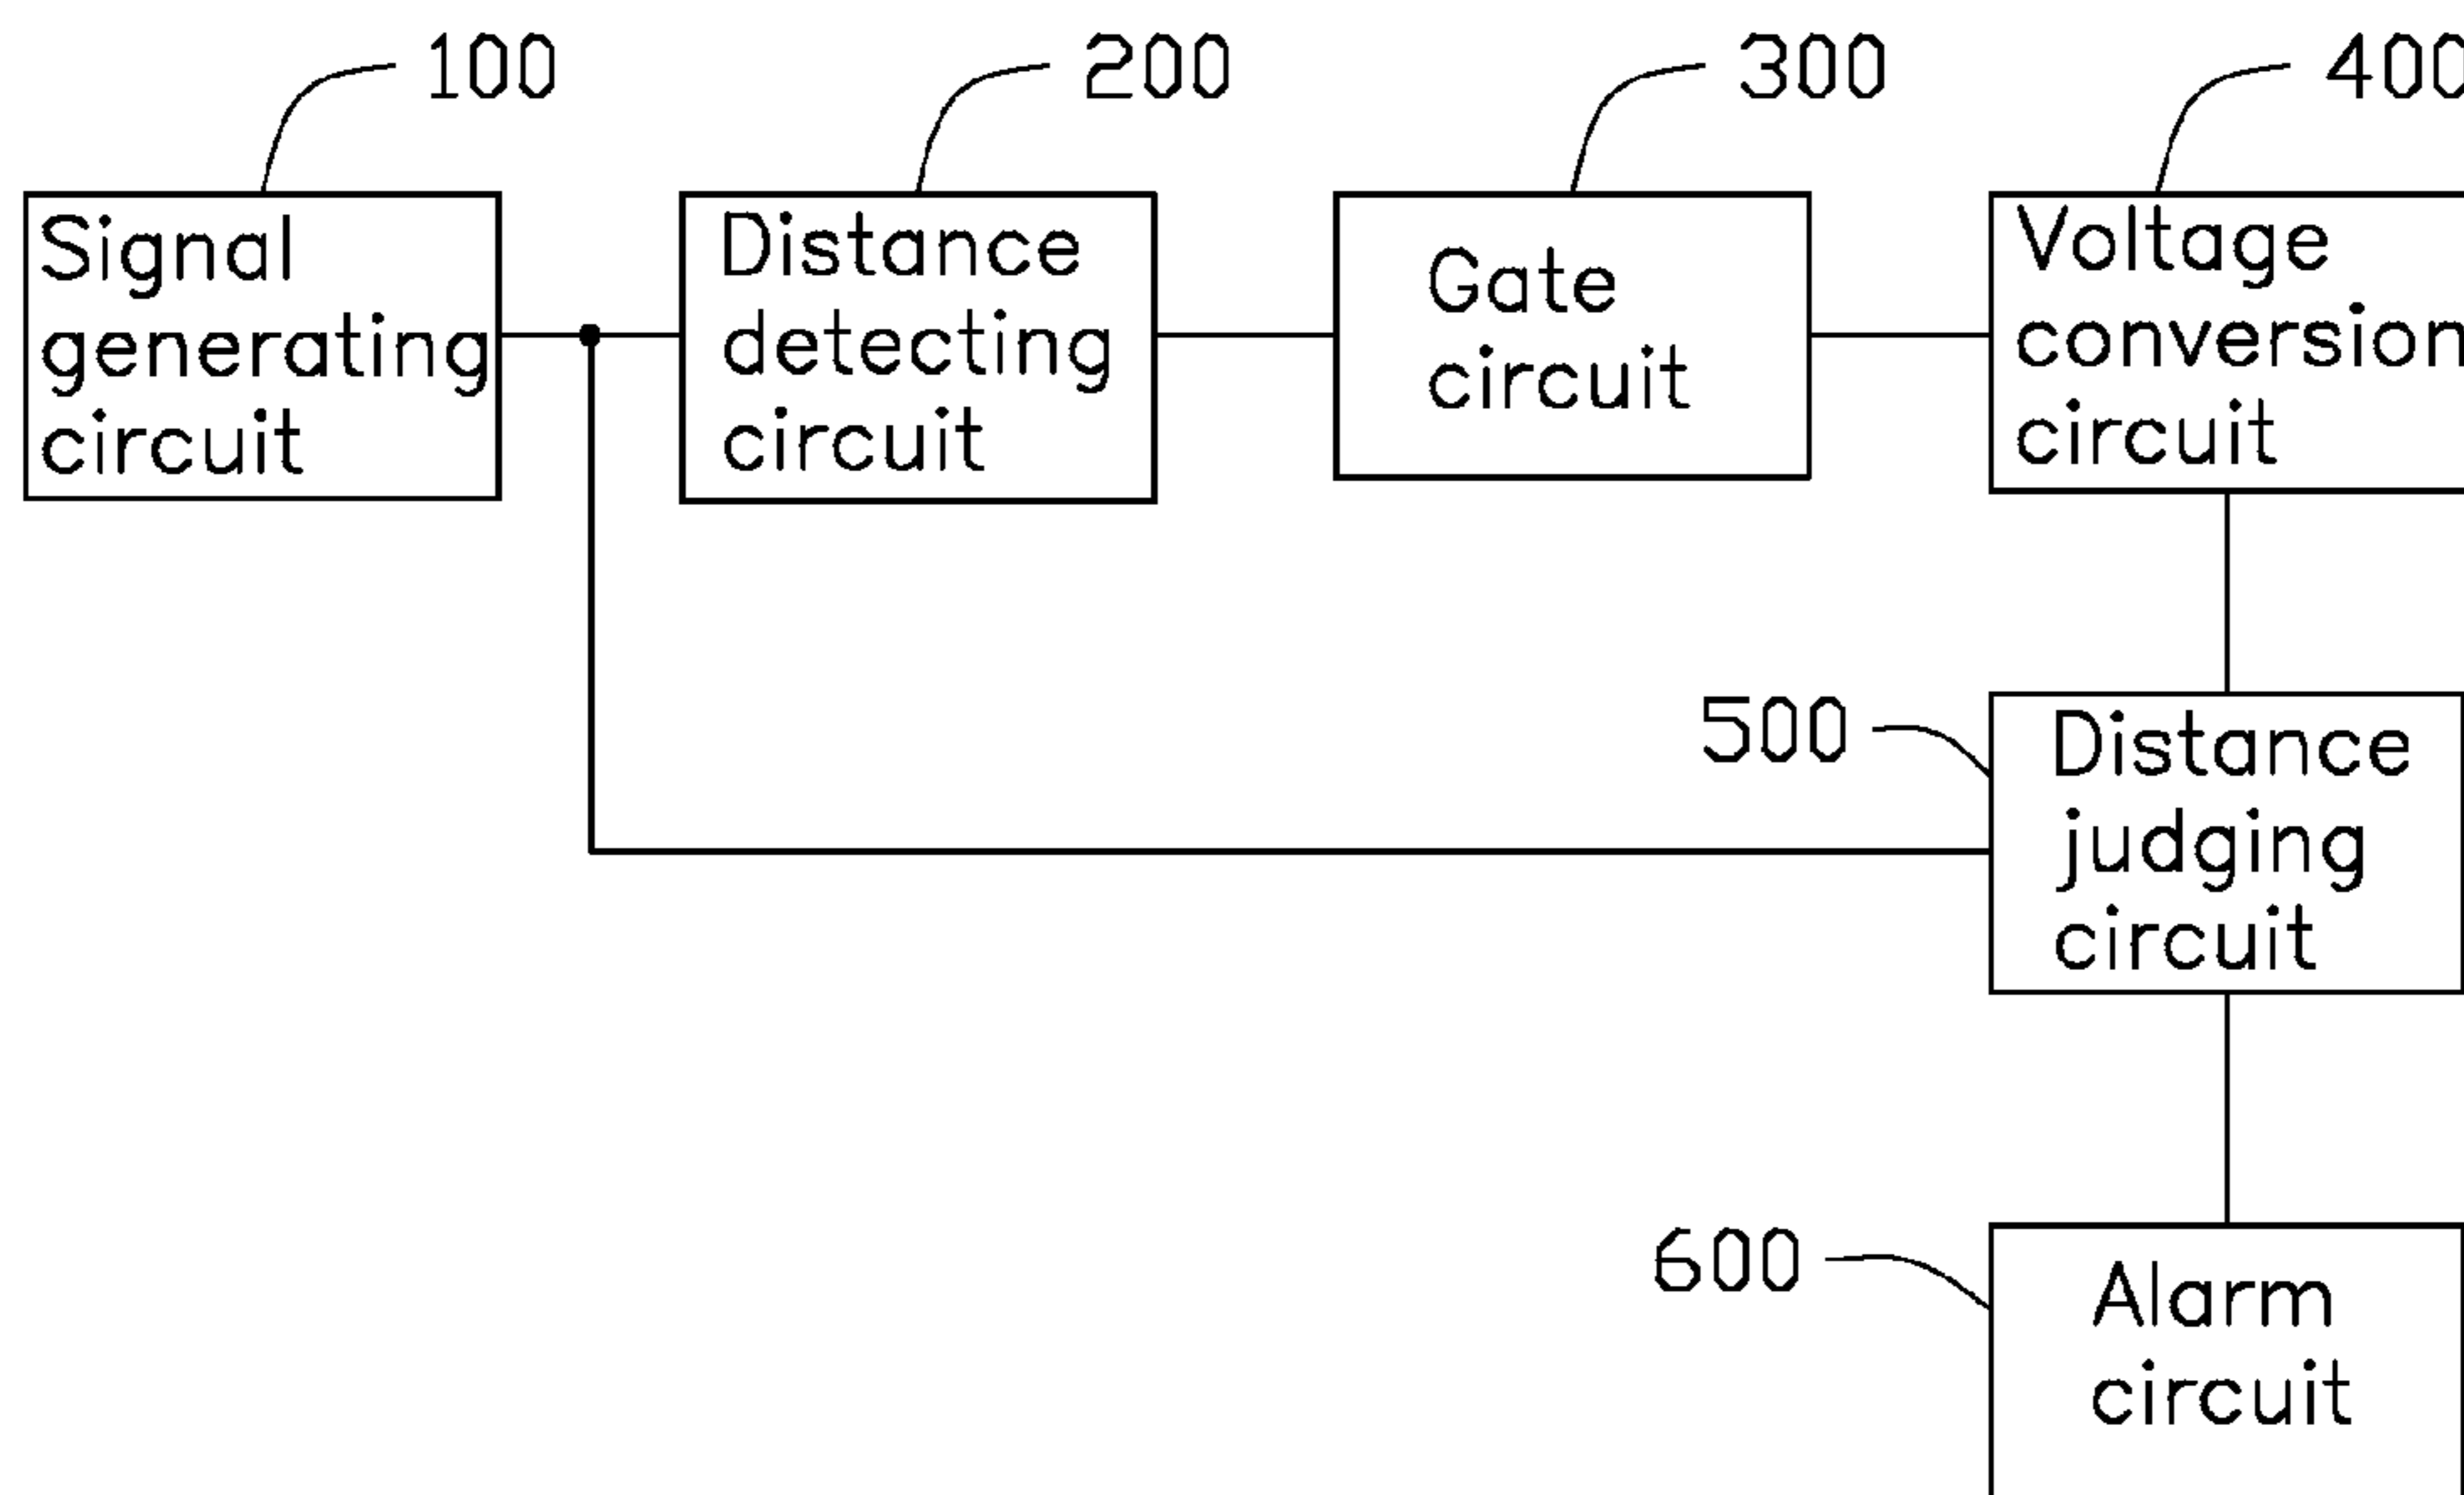 100
200
300
400
Signal
generating
circuit
Distance
detecting
circuit
Gate
circuit
Voltage
conversion
circuit
500
Distance
judging
circuit
600
Alarm
circuit